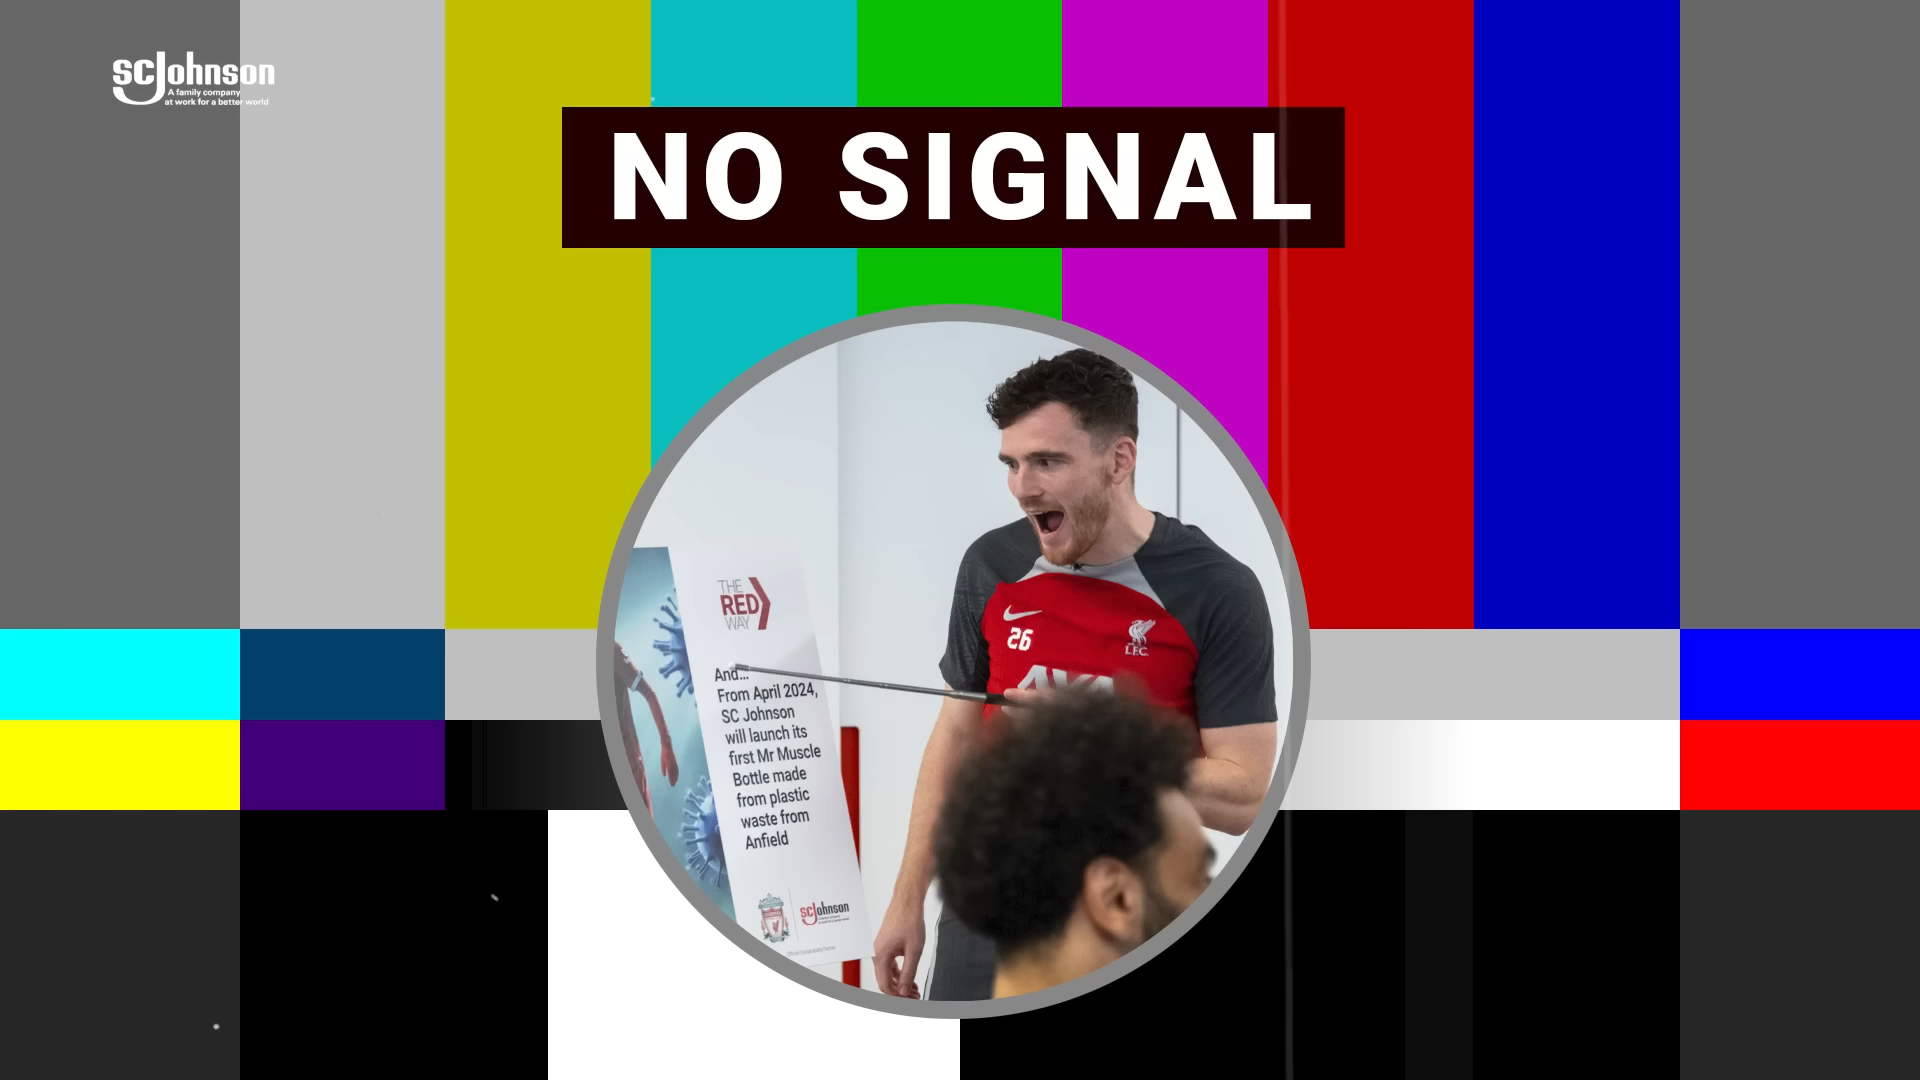 SCJohnson
A family company
at work for a better world
NO SIGNAL
THE
RED
WAY
And...
From April 2024,
SC Johnson
will launch its
first Mr Muscle
Bottle made
from plastic
waste from
Anfield
26
L.F.C.
SCJohnson